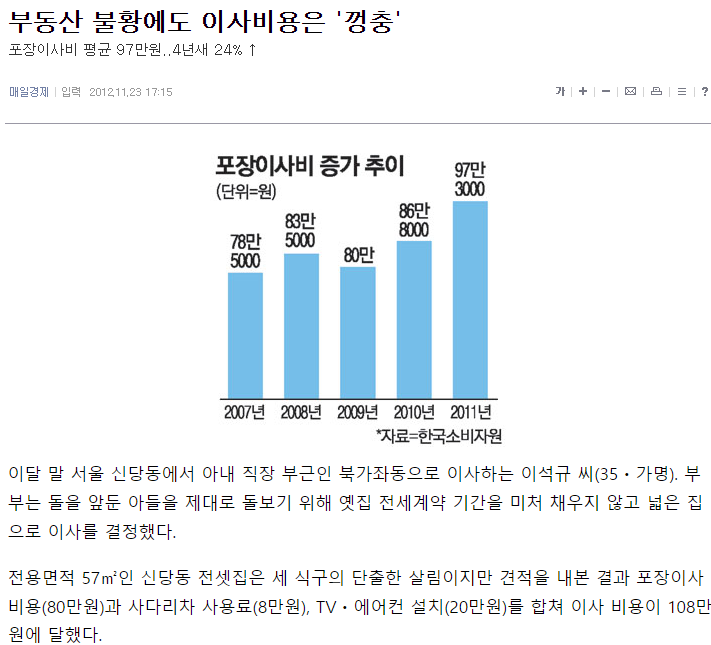 부동산 불황에도 이사비용은 '껑충'
포장이사비 평균 97만원..4년새 24% ↑
매일경제 | 입력 2012.11.23 17:15
가 | + | − | | | ?
포장이사비 증가 추이
(단위=원)
78만
5000
83만
5000
80만
86만
8000
97만
3000
2007년 2008년 2009년 2010년 2011년
*자료=한국소비자원
이달 말 서울 신당동에서 아내 직장 부근인 북가좌동으로 이사하는 이석규 씨(35·가명). 부
부는 돌을 앞둔 아들을 제대로 돌보기 위해 옛집 전세계약 기간을 미처 채우지 않고 넓은 집
으로 이사를 결정했다.
전용면적 57㎡인 신당동 전셋집은 세 식구의 단출한 살림이지만 견적을 내본 결과 포장이사
비용(80만원)과 사다리차 사용료(8만원), TV·에어컨 설치(20만원)를 합쳐 이사 비용이 108만
원에 달했다.